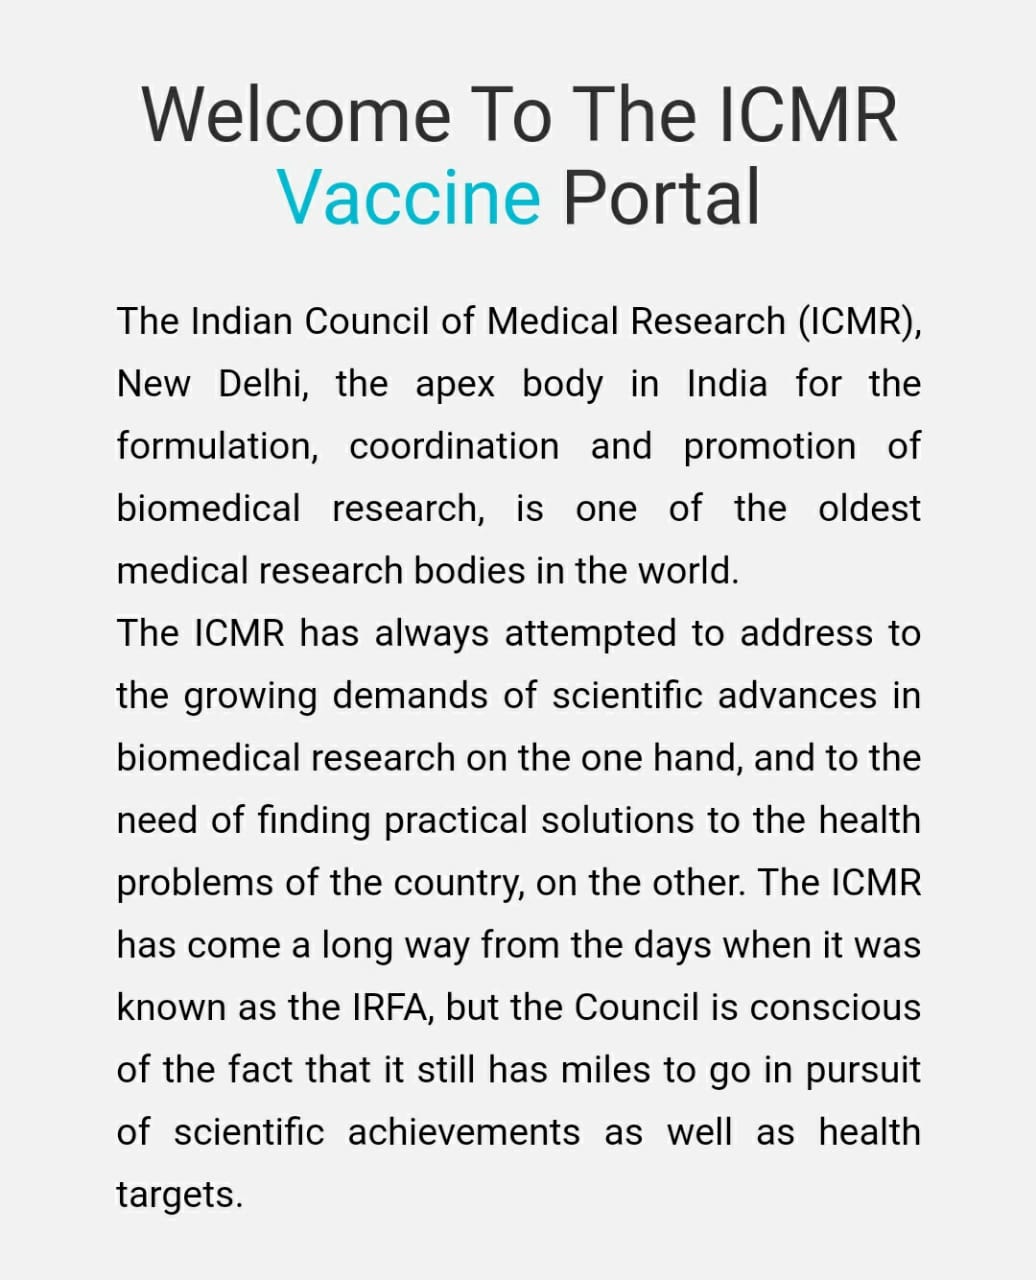 Welcome To The ICMR
Vaccine Portal
The Indian Council of Medical Research (ICMR),
New Delhi, the apex body in India for the
formulation, coordination and promotion of
biomedical research, is one of the oldest
medical research bodies in the world.
The ICMR has always attempted to address to
the growing demands of scientific advances in
biomedical research on the one hand, and to the
need of finding practical solutions to the health
problems of the country, on the other. The ICMR
has come a long way from the days when it was
known as the IRFA, but the Council is conscious
of the fact that it still has miles to go in pursuit
of scientific achievements as well as health
targets.